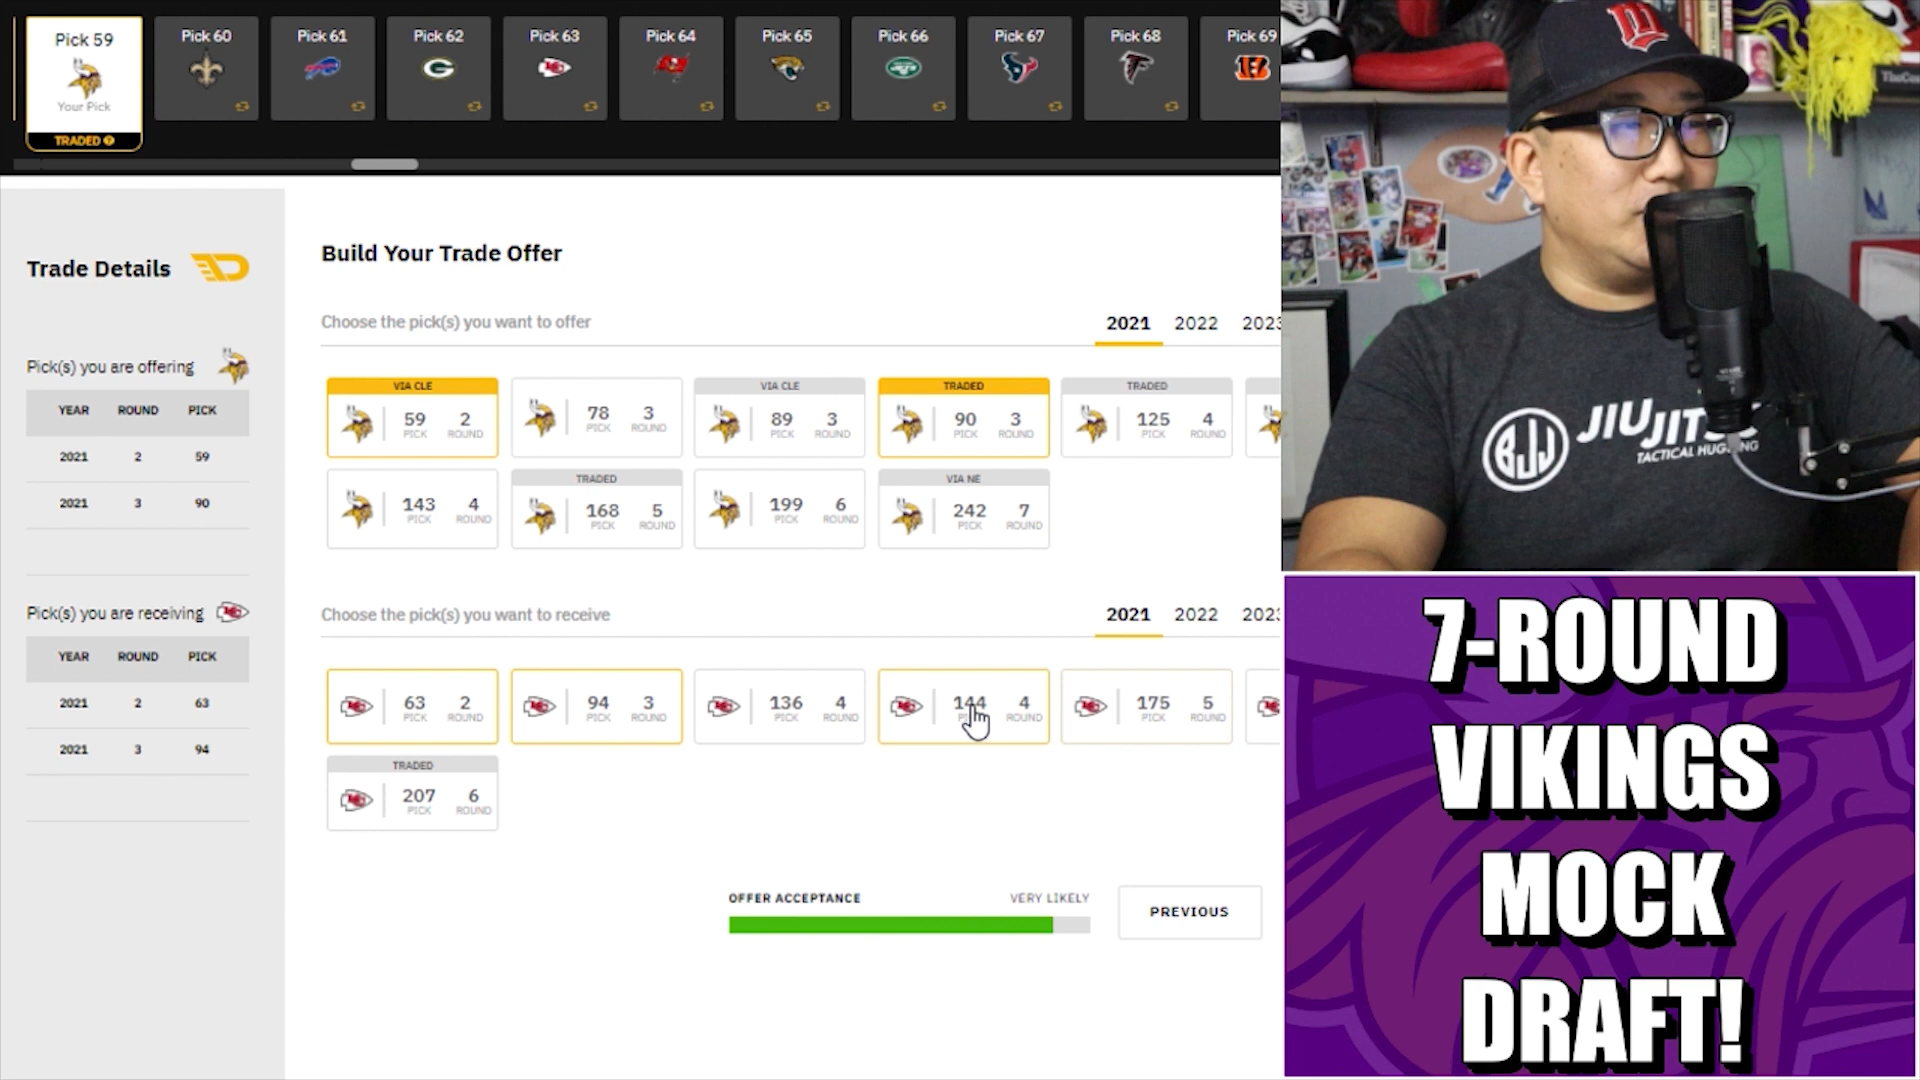 Pick 59
Your Pick
TRADED
Pick 60
Pick 61
Pick 62
Pick 63
Pick 64
Pick 65
Pick 66
Pick 67
Pick 68
Pick 69
Trade Details
Pick(s) you are offering
YEAR ROUND PICK
2021 2 59
2021 3 90
Pick(s) you are receiving
YEAR ROUND PICK
2021 2 63
2021 3 94
Build Your Trade Offer
Choose the pick(s) you want to offer
2021 2022 2023
VIA CLE
59 2
PICK ROUND
78 3
PICK ROUND
VIA CLE
89 3
PICK ROUND
TRADED
90 3
PICK ROUND
TRADED
125 4
PICK ROUND
143 4
PICK ROUND
TRADED
168 5
PICK ROUND
199 6
PICK ROUND
VIA NE
242 7
PICK ROUND
Choose the pick(s) you want to receive
2021 2022 2023
63 2
PICK ROUND
94 3
PICK ROUND
136 4
PICK ROUND
144 4
ROUND
175 5
PICK ROUND
TRADED
207 6
PICK ROUND
OFFER ACCEPTANCE VERY LIKELY
PREVIOUS
BJJ
TACTICAL
7-ROUND
VIKINGS
MOCK
DRAFT!